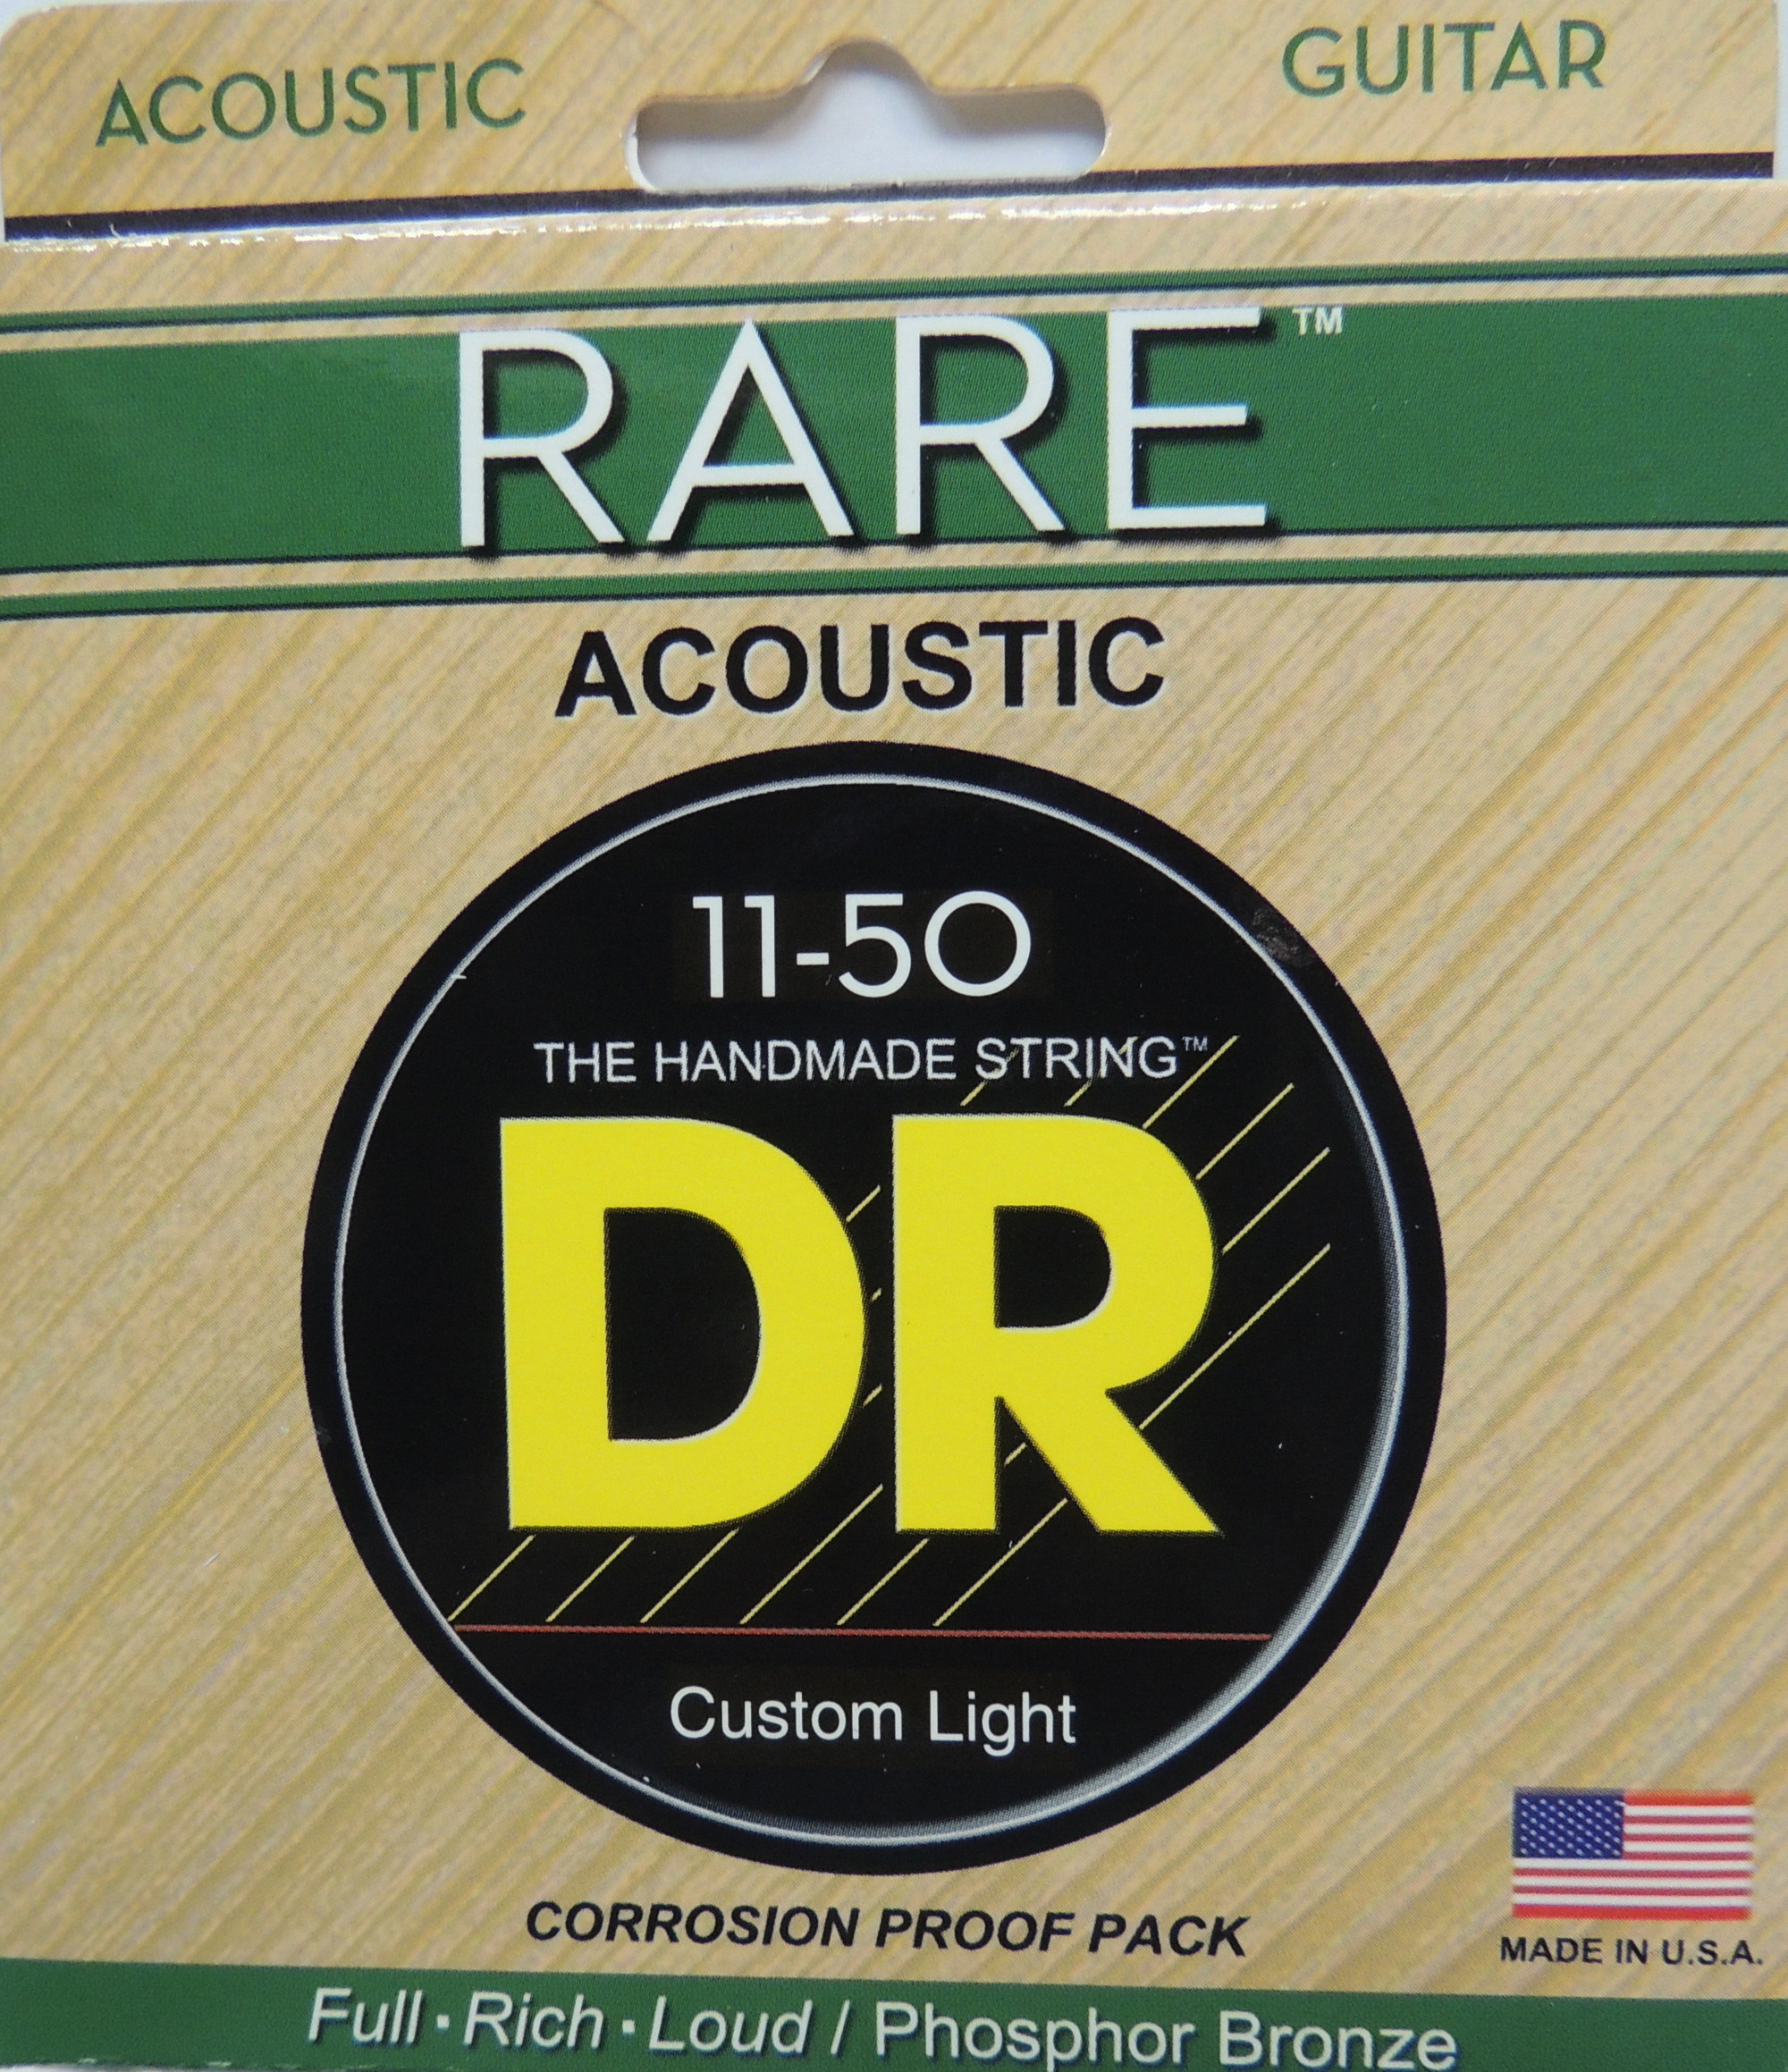 ACOUSTIC GUITAR
RARE™
ACOUSTIC
11-50
THE HANDMADE STRING™
DR
Custom Light
CORROSION PROOF PACK
MADE IN U.S.A.
Full · Rich · Loud / Phosphor Bronze